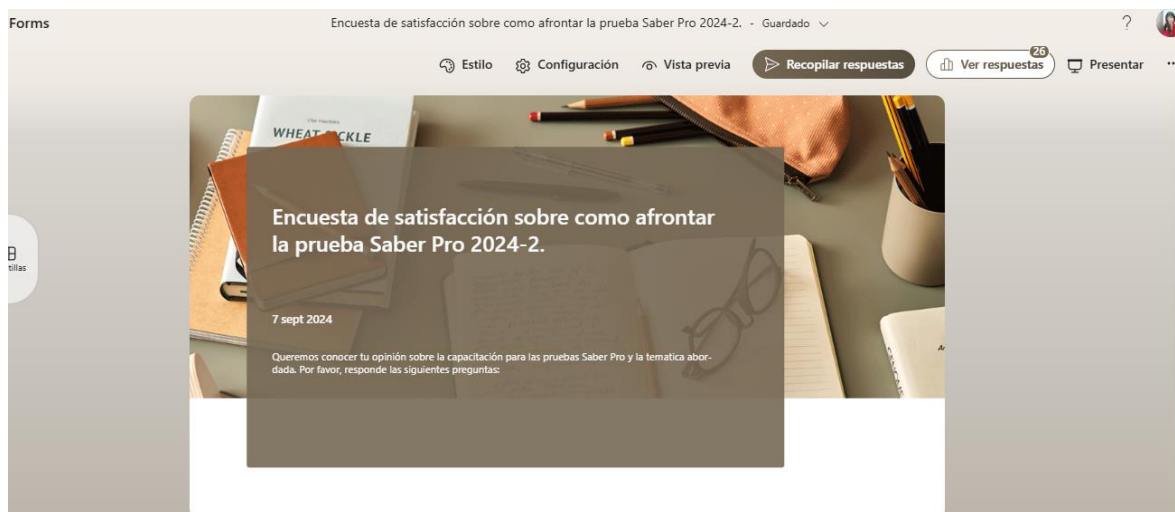 Forms
Encuesta de satisfacción sobre como afrontar la prueba Saber Pro 2024-2. - Guardado
?
Estilo
Configuración
Vista previa
Recopilar respuestas
Ver respuestas
26
Presentar
...
WHEAT
Encuesta de satisfacción sobre como afrontar
la prueba Saber Pro 2024-2.
tillas
7 sept 2024
Queremos conocer tu opinión sobre la capacitación para las pruebas Saber Pro y la tematica abor-
dada. Por favor, responde las siguientes preguntas: